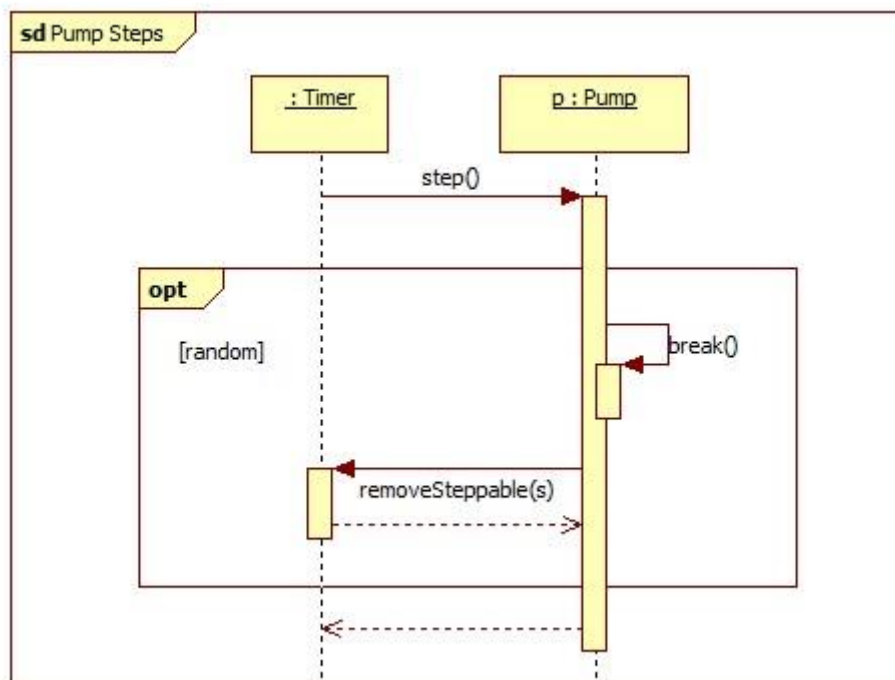 sd Pump Steps
: Timer
p : Pump
step()
opt
[random]
break()
removeSteppable(s)